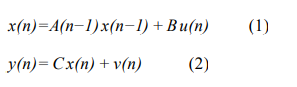 x(n)=A(n−1)x(n−1) + Bu(n) (1)
y(n)= Cx(n) + v(n) (2)